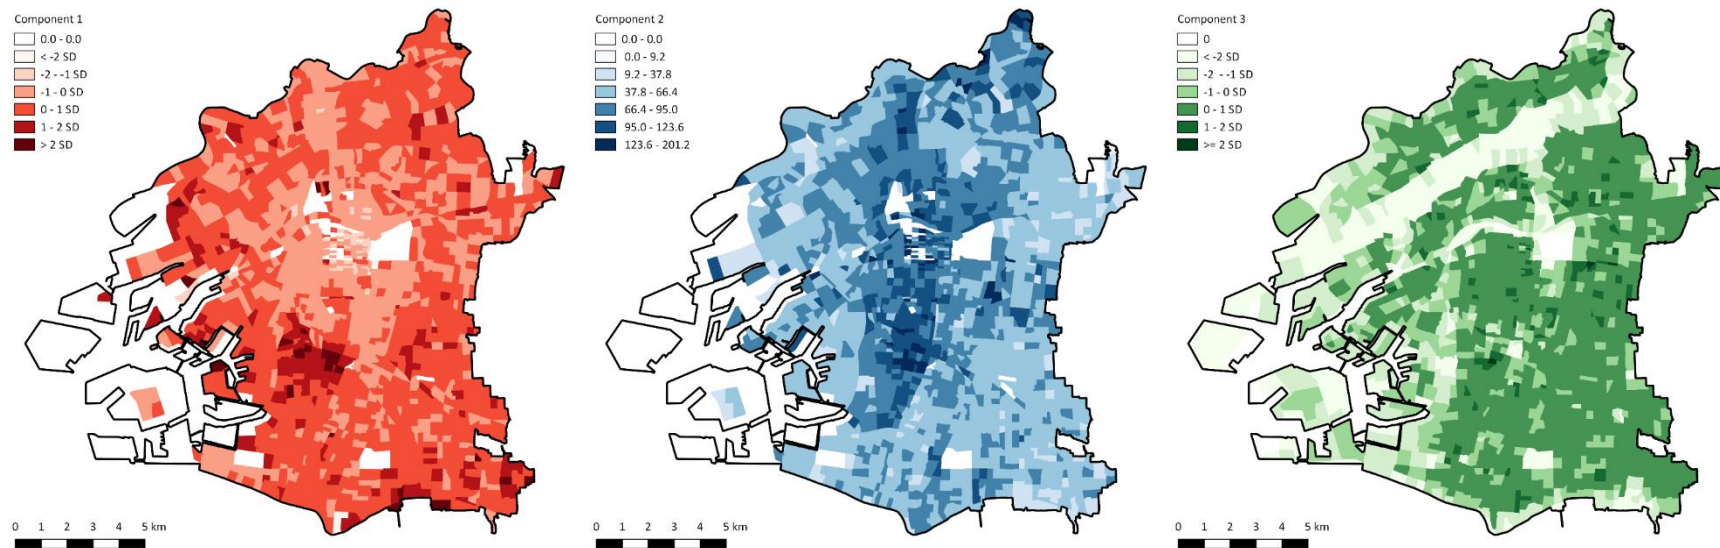 Component 1
0.0 - 0.0
< -2 SD
-2 - -1 SD
-1 - 0 SD
0 - 1 SD
1 - 2 SD
> 2 SD
0 1 2 3 4 5 km
Component 2
0.0 - 0.0
0.0 - 9.2
9.2 - 37.8
37.8 - 66.4
66.4 - 95.0
95.0 - 123.6
123.6 - 201.2
0 1 2 3 4 5 km
Component 3
0
< -2 SD
-2 - -1 SD
-1 - 0 SD
0 - 1 SD
1 - 2 SD
>= 2 SD
0 1 2 3 4 5 km